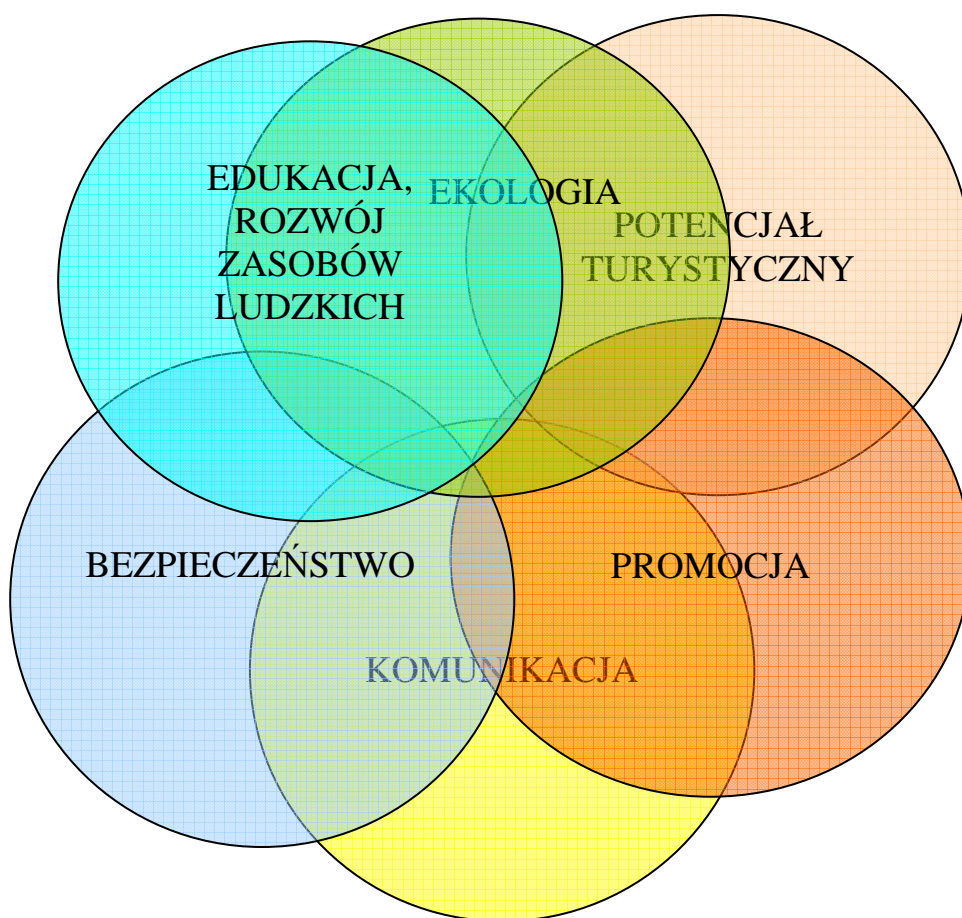 EDUKACJA,
ROZWÓJ
ZASOBÓW
LUDZKICH
EKOLOGIA
POTENCJAŁ
TURYSTYCZNY
BEZPIECZEŃSTWO
PROMOCJA
KOMUNIKACJA